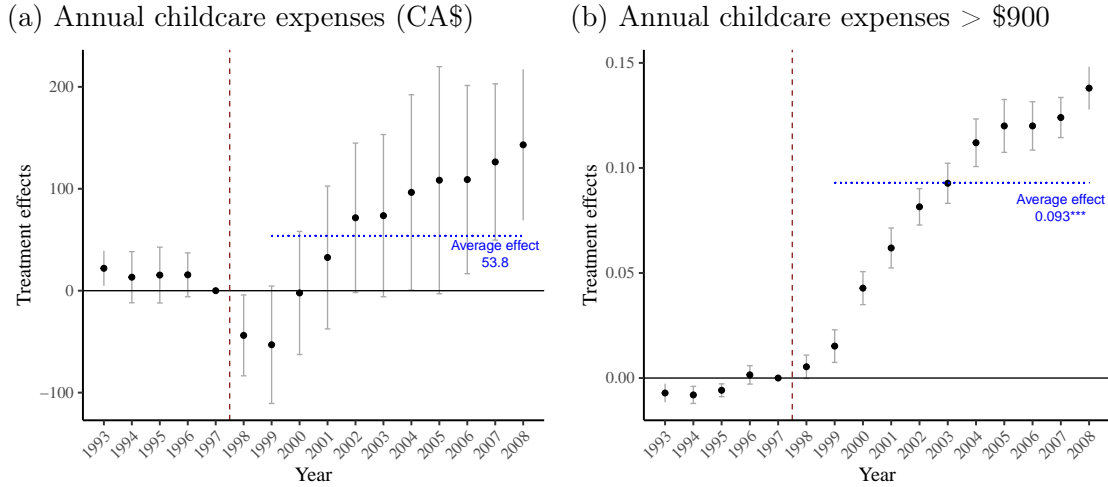 (a) Annual childcare expenses (CA$)
200
100
0
−100
Treatment effects
Average effect
53.8
1993 1994 1995 1996 1997 1998 1999 2000 2001 2002 2003 2004 2005 2006 2007 2008
Year
(b) Annual childcare expenses > $900
0.15
0.10
0.05
0.00
Treatment effects
Average effect
0.093***
1993 1994 1995 1996 1997 1998 1999 2000 2001 2002 2003 2004 2005 2006 2007 2008
Year